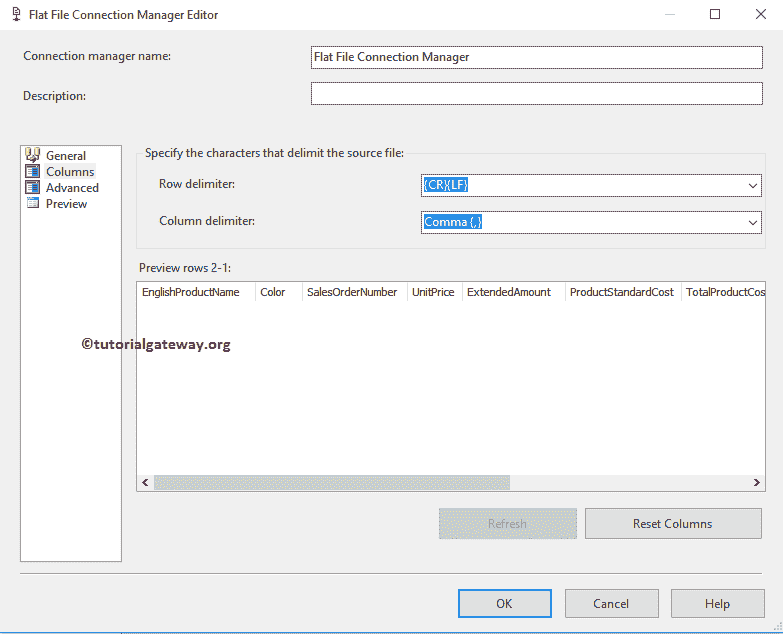 Flat File Connection Manager Editor
Connection manager name:
Flat File Connection Manager
Description:
General
Columns
Advanced
Preview
Specify the characters that delimit the source file:
Row delimiter:
{CR}{LF}
Column delimiter:
Comma {,}
Preview rows 2-1:
EnglishProductName Color SalesOrderNumber UnitPrice ExtendedAmount ProductStandardCost TotalProductCos
©tutorialgateway.org
Refresh
Reset Columns
OK
Cancel
Help